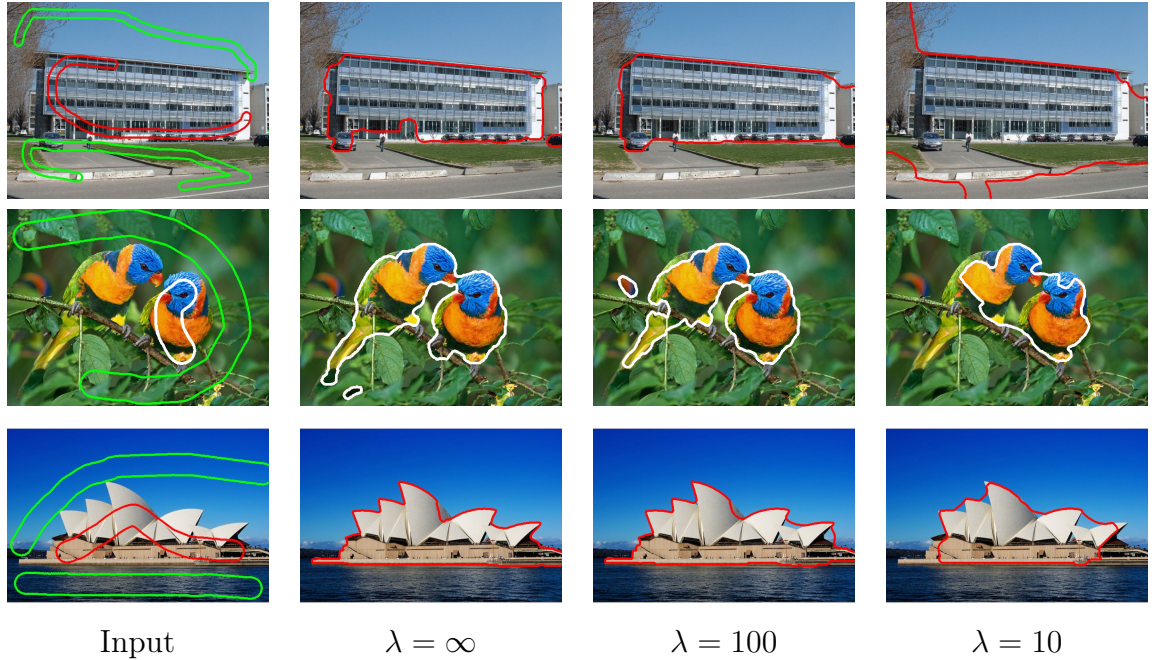 Input λ = ∞ λ = 100 λ = 10